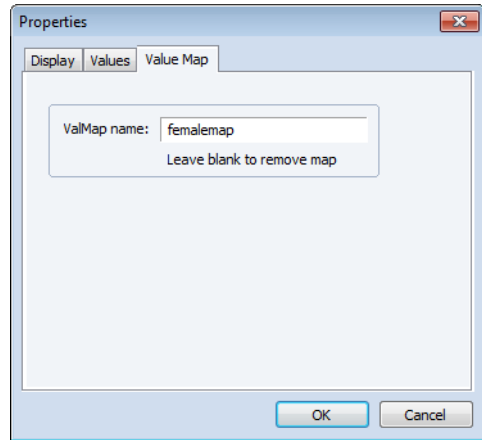 Properties
Display Values Value Map
ValMap name: femalemap
Leave blank to remove map
OK Cancel